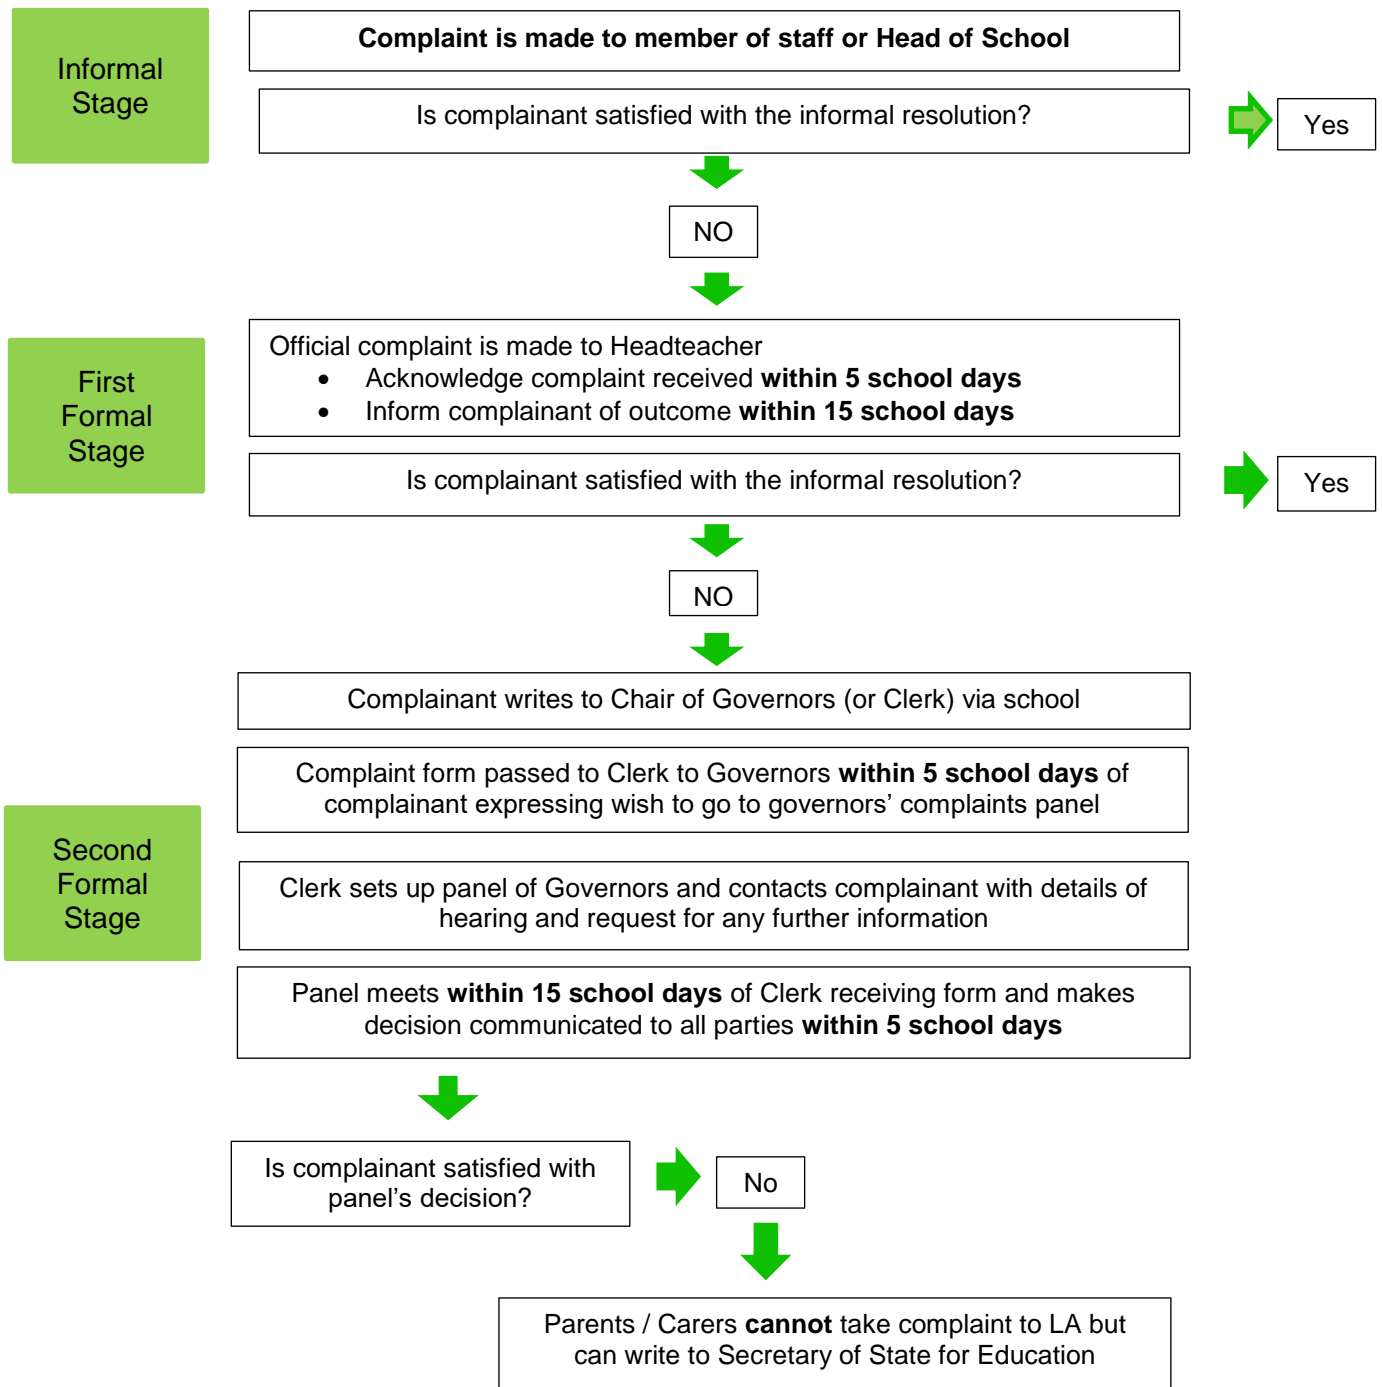 Informal
Stage
Complaint is made to member of staff or Head of School
Is complainant satisfied with the informal resolution?
Yes
NO
First
Formal
Stage
Official complaint is made to Headteacher
• Acknowledge complaint received within 5 school days
• Inform complainant of outcome within 15 school days
Is complainant satisfied with the informal resolution?
Yes
NO
Second
Formal
Stage
Complainant writes to Chair of Governors (or Clerk) via school
Complaint form passed to Clerk to Governors within 5 school days of
complainant expressing wish to go to governors’ complaints panel
Clerk sets up panel of Governors and contacts complainant with details of
hearing and request for any further information
Panel meets within 15 school days of Clerk receiving form and makes
decision communicated to all parties within 5 school days
Is complainant satisfied with
panel’s decision?
No
Parents / Carers cannot take complaint to LA but
can write to Secretary of State for Education